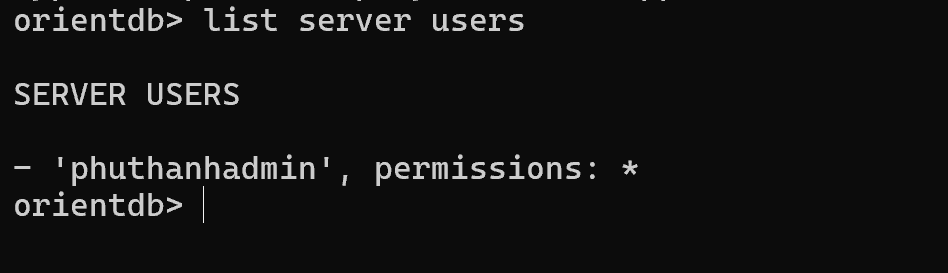 orientdb> list server users
SERVER USERS
- 'phuthanhadmin', permissions: *
orientdb>